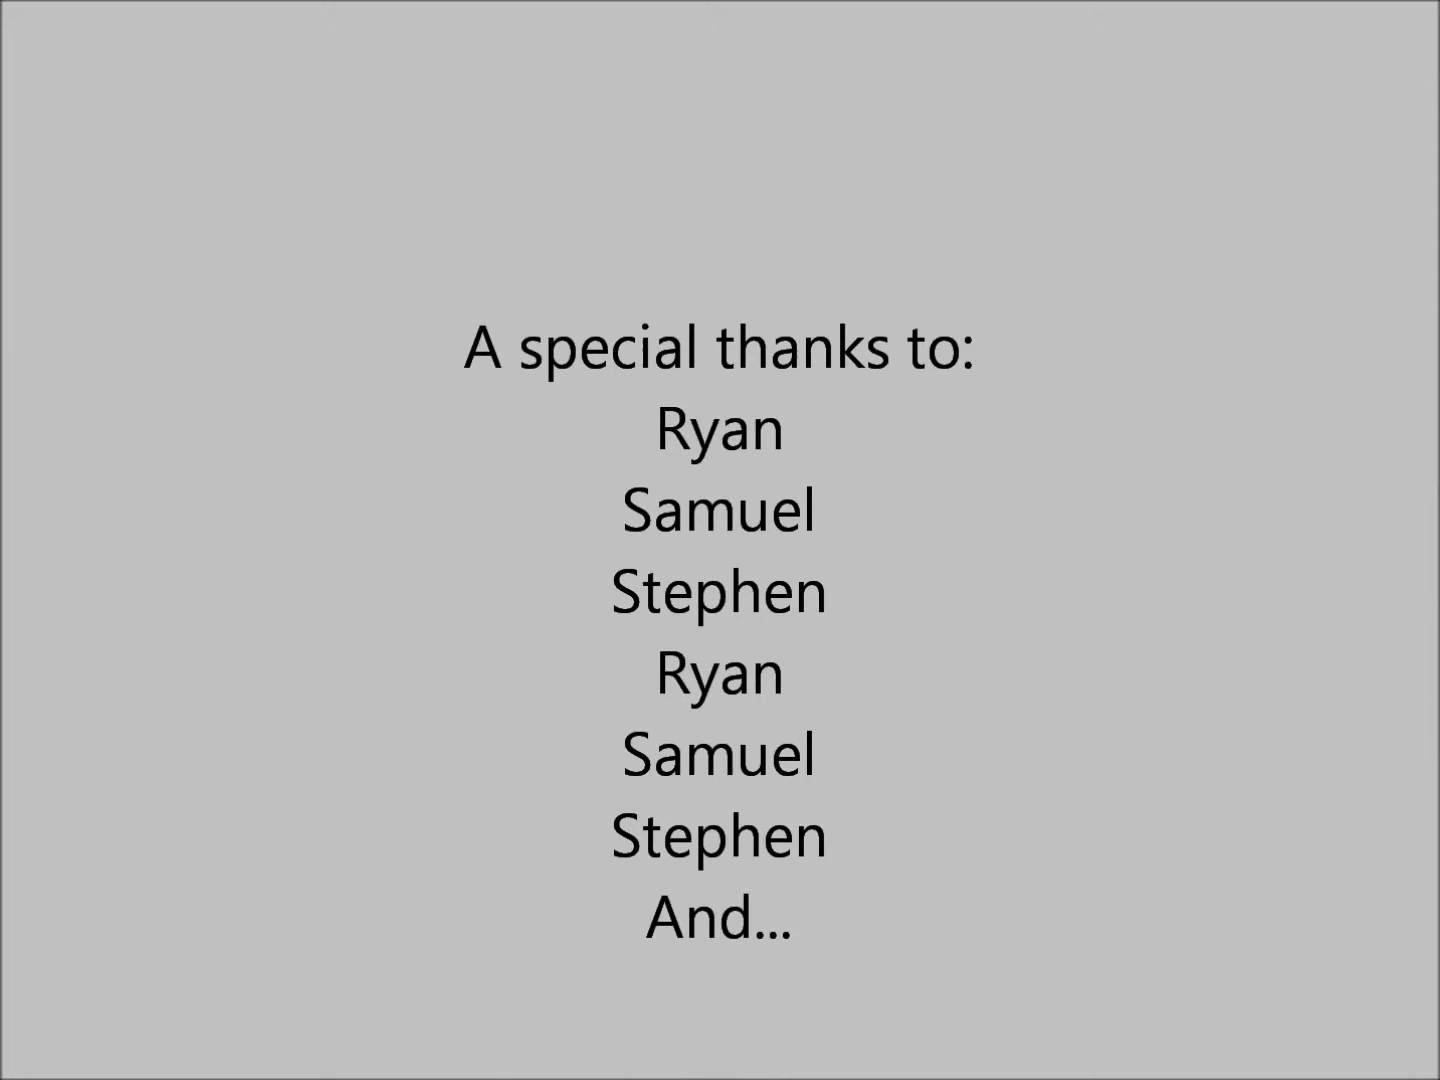 A special thanks to:
Ryan
Samuel
Stephen
Ryan
Samuel
Stephen
And...